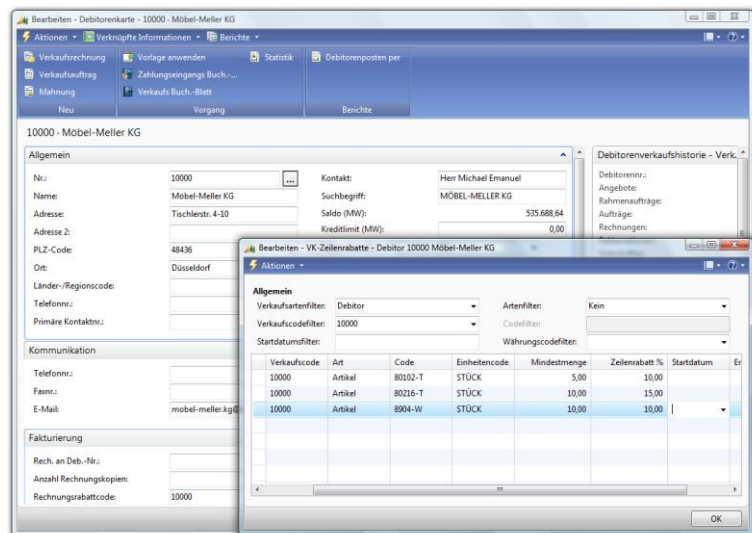 Bearbeiten - Debitorenkarte - 10000 · Möbel-Meller KG
Aktionen Verknüpfte Informationen Berichte
Verkaufsrechnung Vorlage anwenden Statistik Debitorenposten per
Verkaufsauftrag Zahlungseingangs Buch.-...
Mahnung Verkaufs Buch.-Blatt
Neu Vorgang Berichte
10000 · Möbel-Meller KG
Allgemein
Nr.: 10000 ...
Name: Möbel-Meller KG
Adresse: Tischlerstr. 4-10
Adresse 2:
PLZ-Code: 48436
Ort: Düsseldorf
Länder-/Regionscode:
Telefonnr.:
Primäre Kontaktnr.:
Kontakt: Herr Michael Emanuel
Suchbegriff: MÖBEL-MELLER KG
Saldo (MW): 535.688,64
Kreditlimit (MW): 0,00
Debitorenverkaufshistorie - Verk...
Debitorennr.:
Angebote:
Rahmenaufträge:
Aufträge:
Rechnungen:
Kommunikation
Telefonnr.:
Faxnr.:
E-Mail: mobel-meller.kg@
Fakturierung
Rech. an Deb.-Nr.:
Anzahl Rechnungskopien:
Rechnungsrabattcode: 10000
Bearbeiten - VK-Zeilenrabatte - Debitor 10000 Möbel-Meller KG
Aktionen
Allgemein
Verkaufsartenfilter: Debitor Artenfilter: Kein
Verkaufscodefilter: 10000 Codefilter:
Startdatumsfilter: Währungscodefilter:
Verkaufscode Art Code Einheitencode Mindestmenge Zeilenrabatt % Startdatum Er
10000 Artikel 80102-T STÜCK 5,00 10,00
10000 Artikel 80216-T STÜCK 10,00 15,00
10000 Artikel 8904-W STÜCK 10,00 10,00
OK